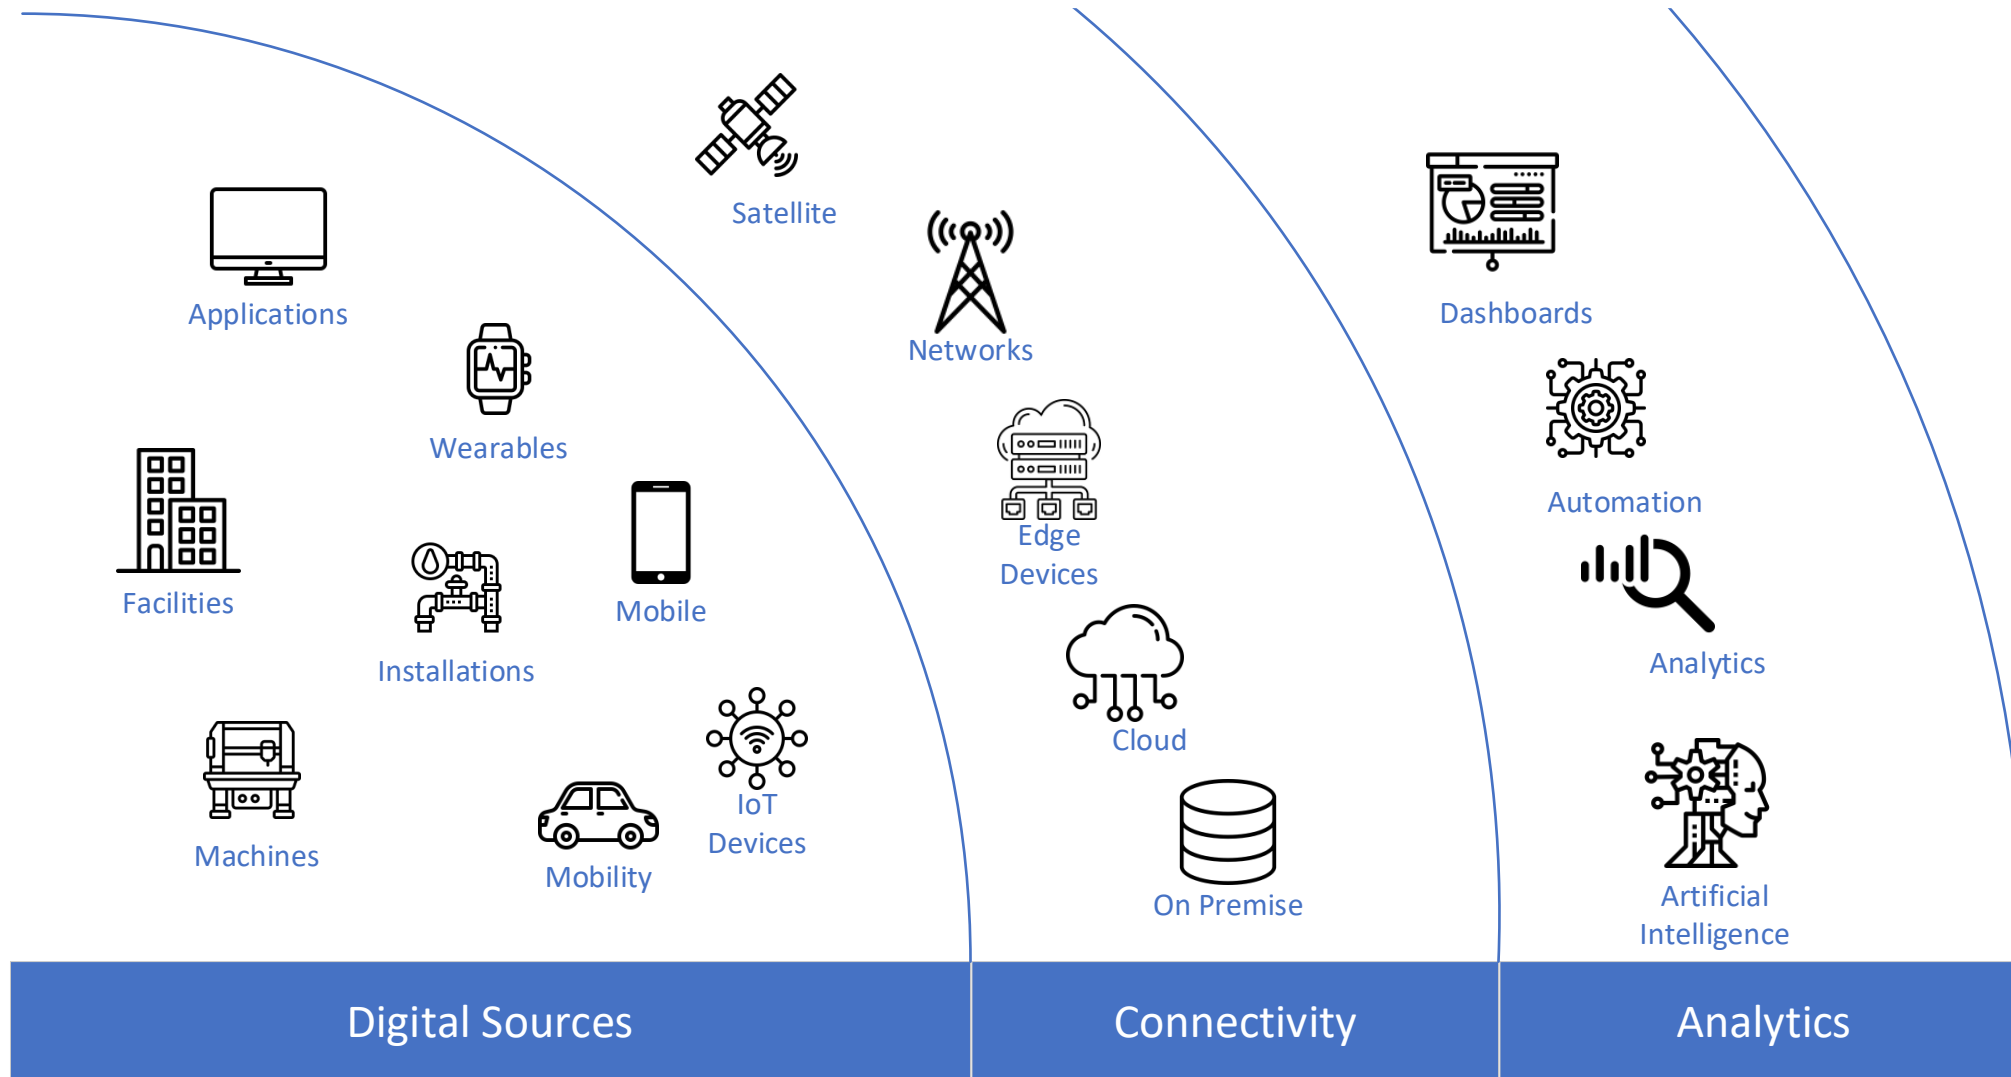 Applications
Wearables
Facilities
Installations
Mobile
Machines
Mobility
IoT
Devices
Satellite
Networks
Edge
Devices
Cloud
On Premise
Dashboards
Automation
Analytics
Artificial
Intelligence
Digital Sources
Connectivity
Analytics